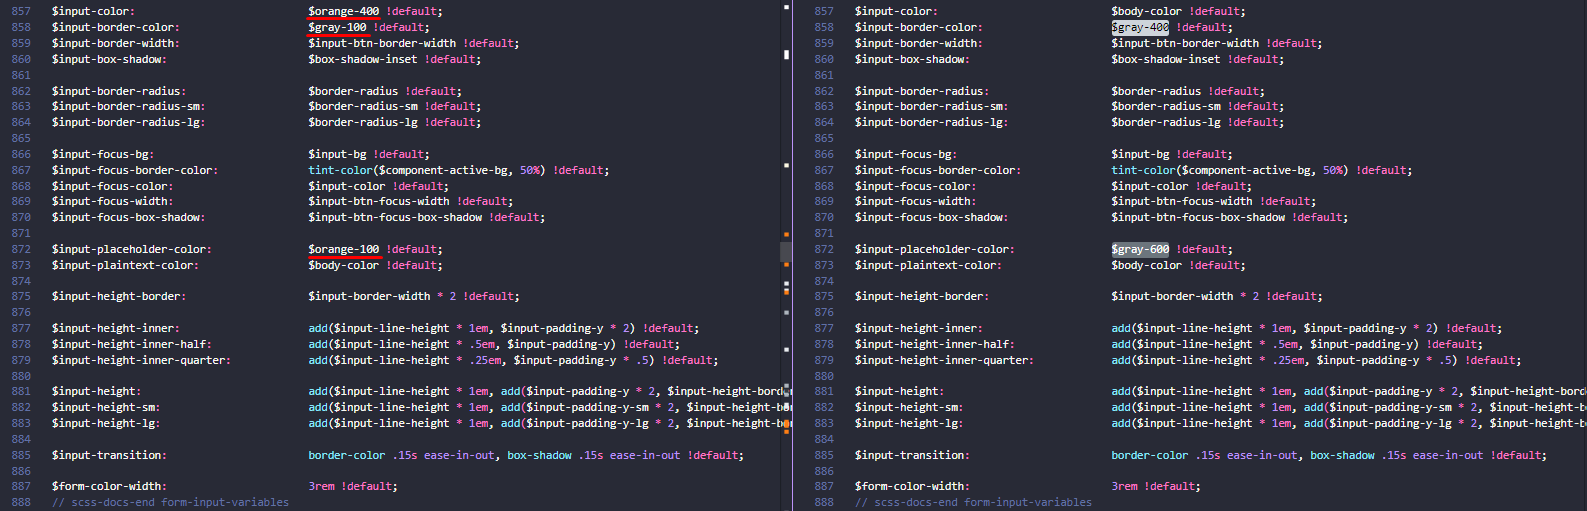 857 $input-color: $orange-400 !default;
858 $input-border-color: $gray-100 !default;
859 $input-border-width: $input-btn-border-width !default;
860 $input-box-shadow: $box-shadow-inset !default;
861
862 $input-border-radius: $border-radius !default;
863 $input-border-radius-sm: $border-radius-sm !default;
864 $input-border-radius-lg: $border-radius-lg !default;
865
866 $input-focus-bg: $input-bg !default;
867 $input-focus-border-color: tint-color($component-active-bg, 50%) !default;
868 $input-focus-color: $input-color !default;
869 $input-focus-width: $input-btn-focus-width !default;
870 $input-focus-box-shadow: $input-btn-focus-box-shadow !default;
871
872 $input-placeholder-color: $orange-100 !default;
873 $input-plaintext-color: $body-color !default;
874
875 $input-height-border: $input-border-width * 2 !default;
876
877 $input-height-inner: add($input-line-height * 1em, $input-padding-y * 2) !default;
878 $input-height-inner-half: add($input-line-height * .5em, $input-padding-y) !default;
879 $input-height-inner-quarter: add($input-line-height * .25em, $input-padding-y * .5) !default;
880
881 $input-height: add($input-line-height * 1em, add($input-padding-y * 2, $input-height-bord
882 $input-height-sm: add($input-line-height * 1em, add($input-padding-y-sm * 2, $input-height-bo
883 $input-height-lg: add($input-line-height * 1em, add($input-padding-y-lg * 2, $input-height-bo
884
885 $input-transition: border-color .15s ease-in-out, box-shadow .15s ease-in-out !default;
886
887 $form-color-width: 3rem !default;
888 // scss-docs-end form-input-variables
857 $input-color: $body-color !default;
858 $input-border-color: $gray-400 !default;
859 $input-border-width: $input-btn-border-width !default;
860 $input-box-shadow: $box-shadow-inset !default;
861
862 $input-border-radius: $border-radius !default;
863 $input-border-radius-sm: $border-radius-sm !default;
864 $input-border-radius-lg: $border-radius-lg !default;
865
866 $input-focus-bg: $input-bg !default;
867 $input-focus-border-color: tint-color($component-active-bg, 50%) !default;
868 $input-focus-color: $input-color !default;
869 $input-focus-width: $input-btn-focus-width !default;
870 $input-focus-box-shadow: $input-btn-focus-box-shadow !default;
871
872 $input-placeholder-color: $gray-600 !default;
873 $input-plaintext-color: $body-color !default;
874
875 $input-height-border: $input-border-width * 2 !default;
876
877 $input-height-inner: add($input-line-height * 1em, $input-padding-y * 2) !default;
878 $input-height-inner-half: add($input-line-height * .5em, $input-padding-y) !default;
879 $input-height-inner-quarter: add($input-line-height * .25em, $input-padding-y * .5) !default;
880
881 $input-height: add($input-line-height * 1em, add($input-padding-y * 2, $input-height-bord
882 $input-height-sm: add($input-line-height * 1em, add($input-padding-y-sm * 2, $input-height-b
883 $input-height-lg: add($input-line-height * 1em, add($input-padding-y-lg * 2, $input-height-b
884
885 $input-transition: border-color .15s ease-in-out, box-shadow .15s ease-in-out !default;
886
887 $form-color-width: 3rem !default;
888 // scss-docs-end form-input-variables